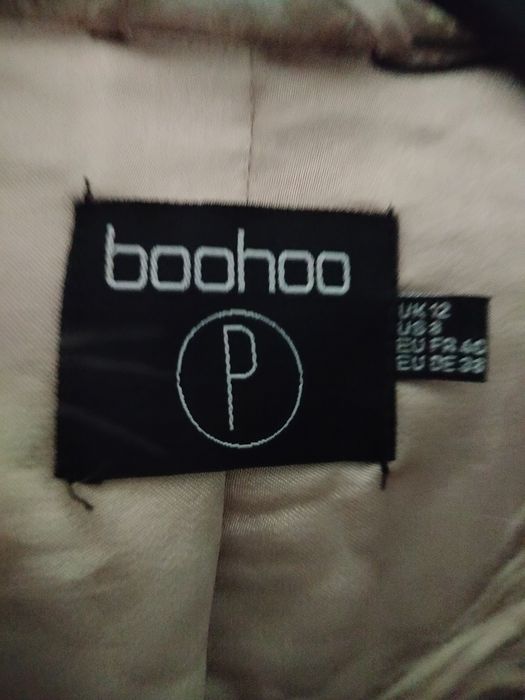 boohoo
P
UK 12
US 8
EU FR 40
EU DE 38